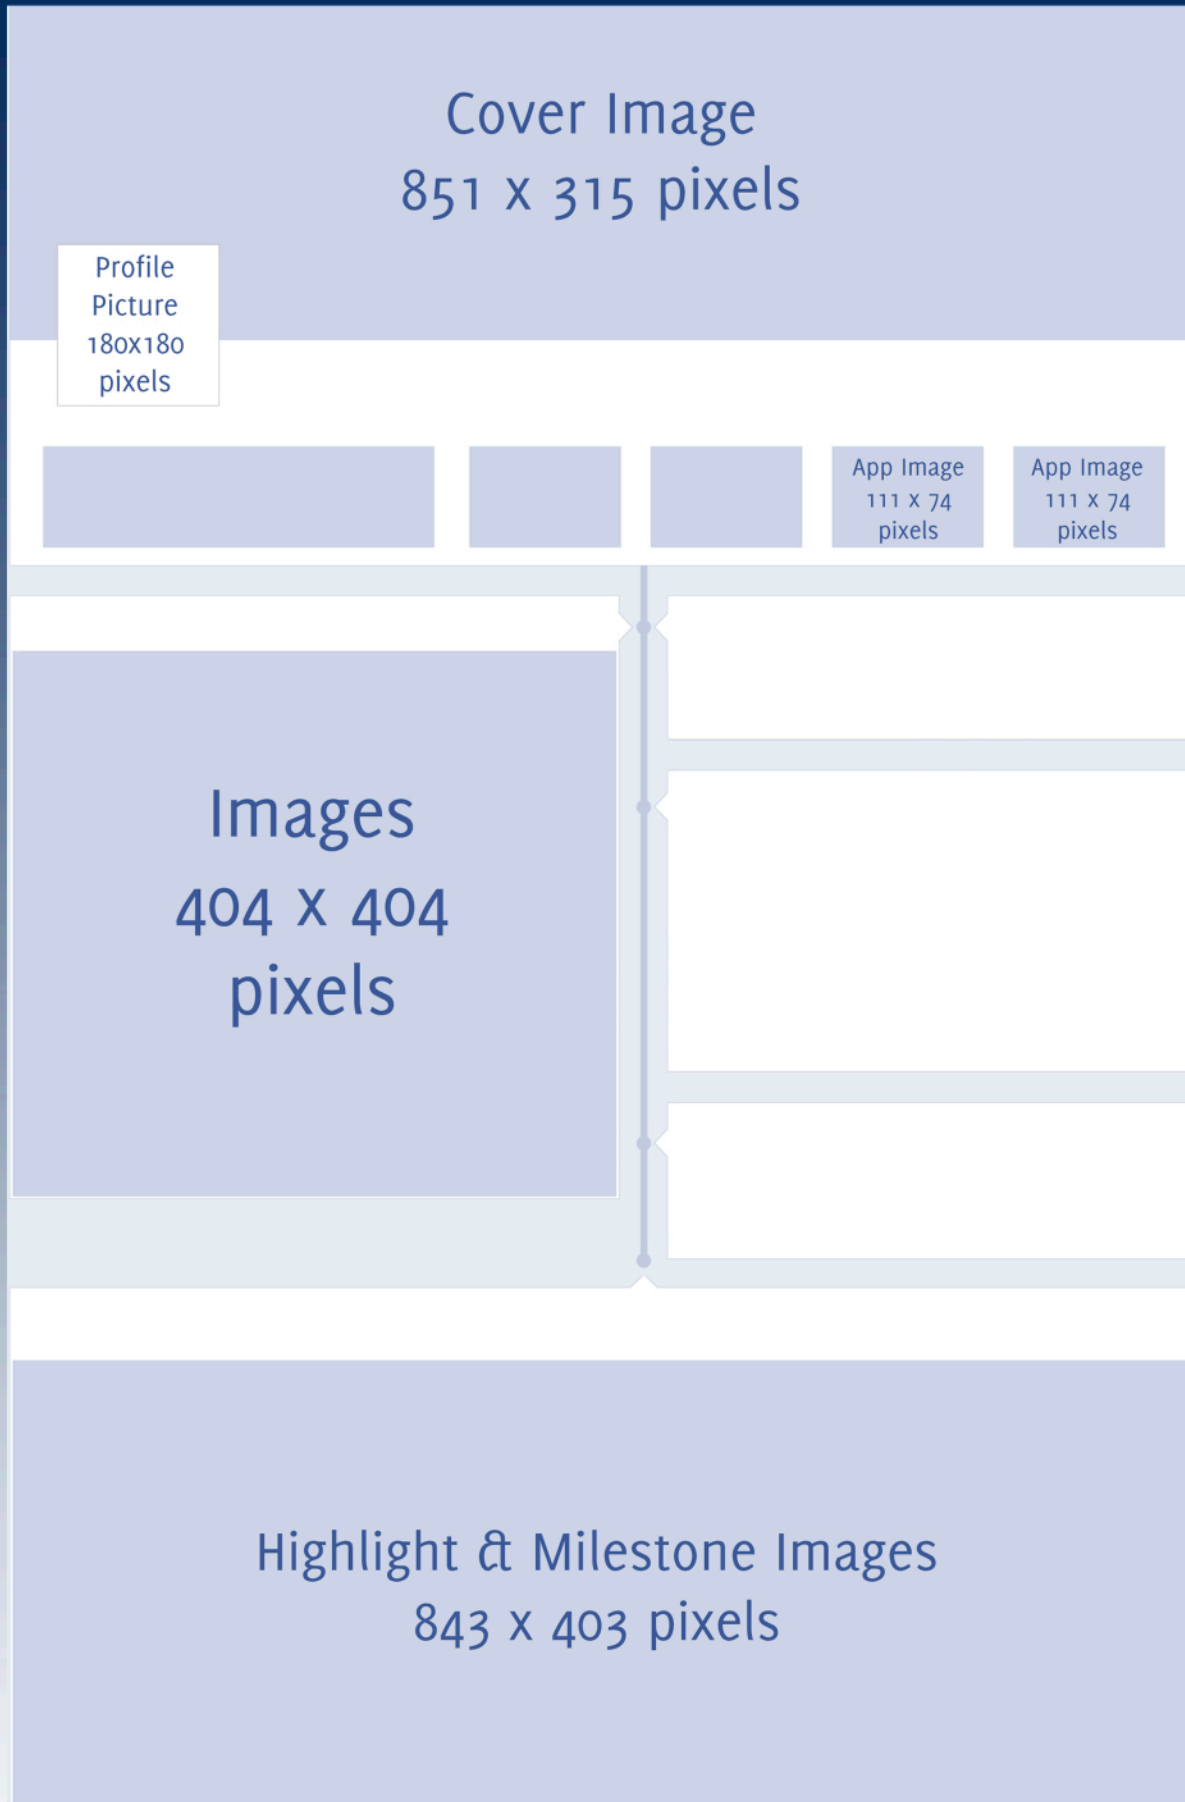 Cover Image
851 x 315 pixels
Profile
Picture
180x180
pixels
App Image
111 x 74
pixels
App Image
111 x 74
pixels
Images
404 x 404
pixels
Highlight & Milestone Images
843 x 403 pixels